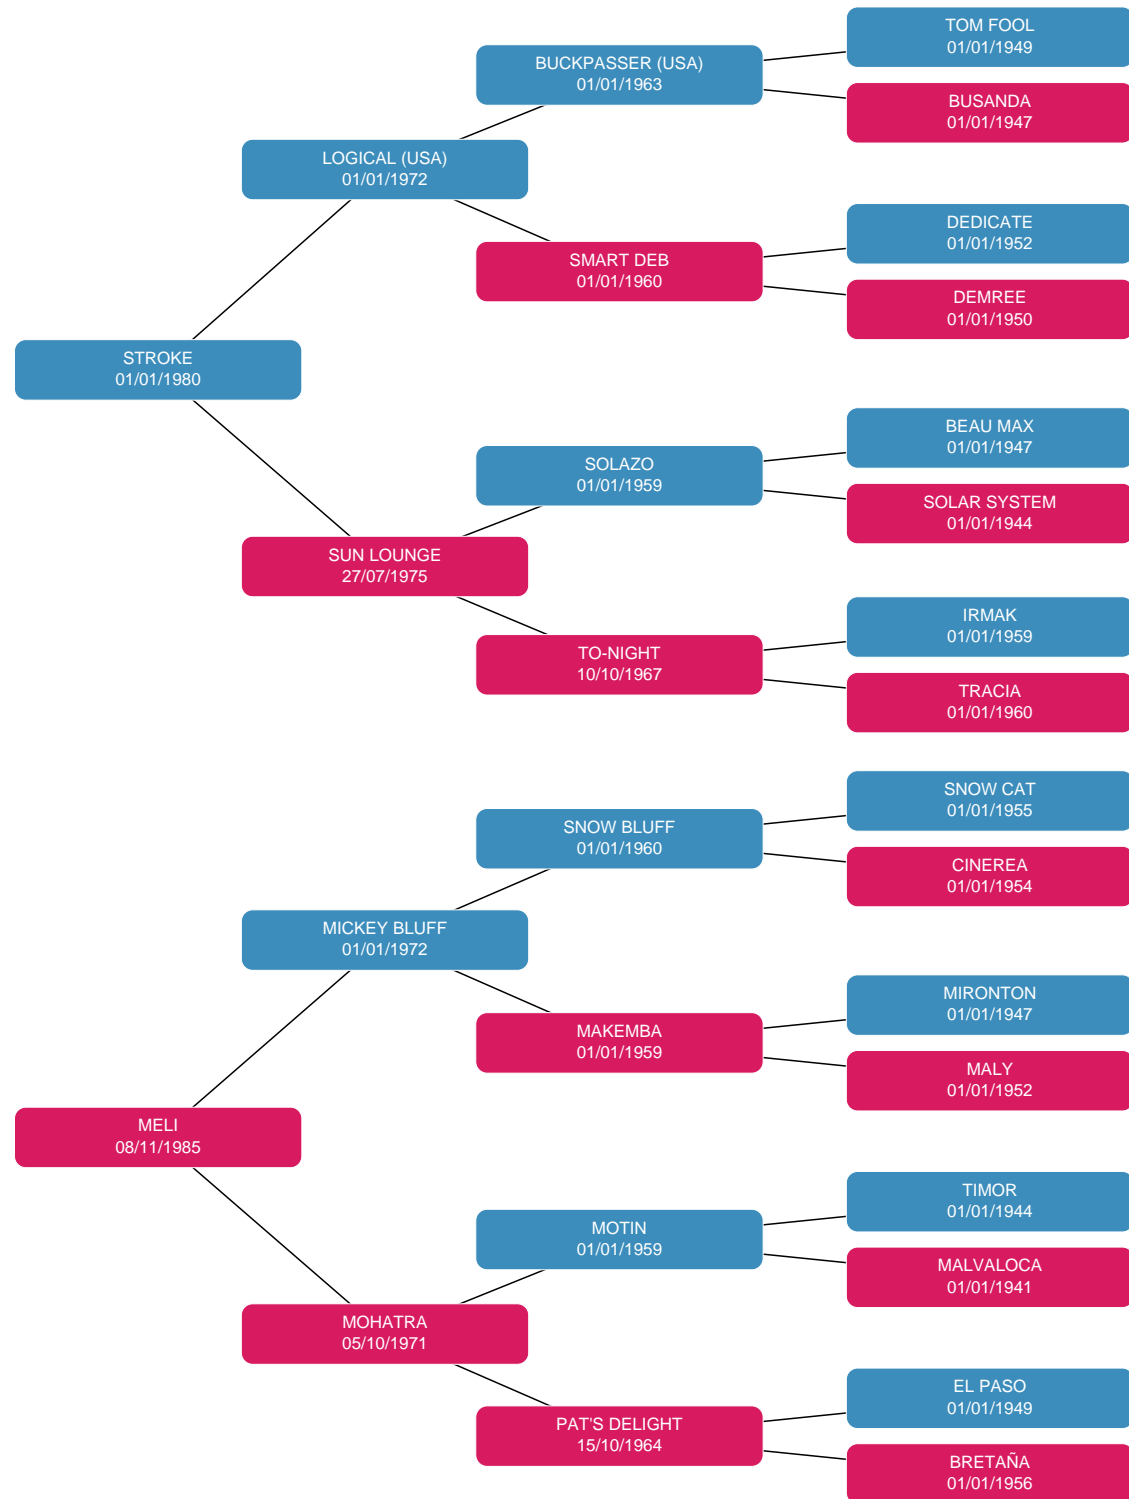 TOM FOOL
01/01/1949
BUCKPASSER (USA)
01/01/1963
BUSANDA
01/01/1947
LOGICAL (USA)
01/01/1972
DEDICATE
01/01/1952
SMART DEB
01/01/1960
DEMREE
01/01/1950
STROKE
01/01/1980
BEAU MAX
01/01/1947
SOLAZO
01/01/1959
SOLAR SYSTEM
01/01/1944
SUN LOUNGE
27/07/1975
IRMAK
01/01/1959
TO-NIGHT
10/10/1967
TRACIA
01/01/1960
SNOW CAT
01/01/1955
SNOW BLUFF
01/01/1960
CINEREA
01/01/1954
MICKEY BLUFF
01/01/1972
MIRONTON
01/01/1947
MAKEMBA
01/01/1959
MALY
01/01/1952
MELI
08/11/1985
TIMOR
01/01/1944
MOTIN
01/01/1959
MALVALOCA
01/01/1941
MOHATRA
05/10/1971
EL PASO
01/01/1949
PAT'S DELIGHT
15/10/1964
BRETAÑA
01/01/1956